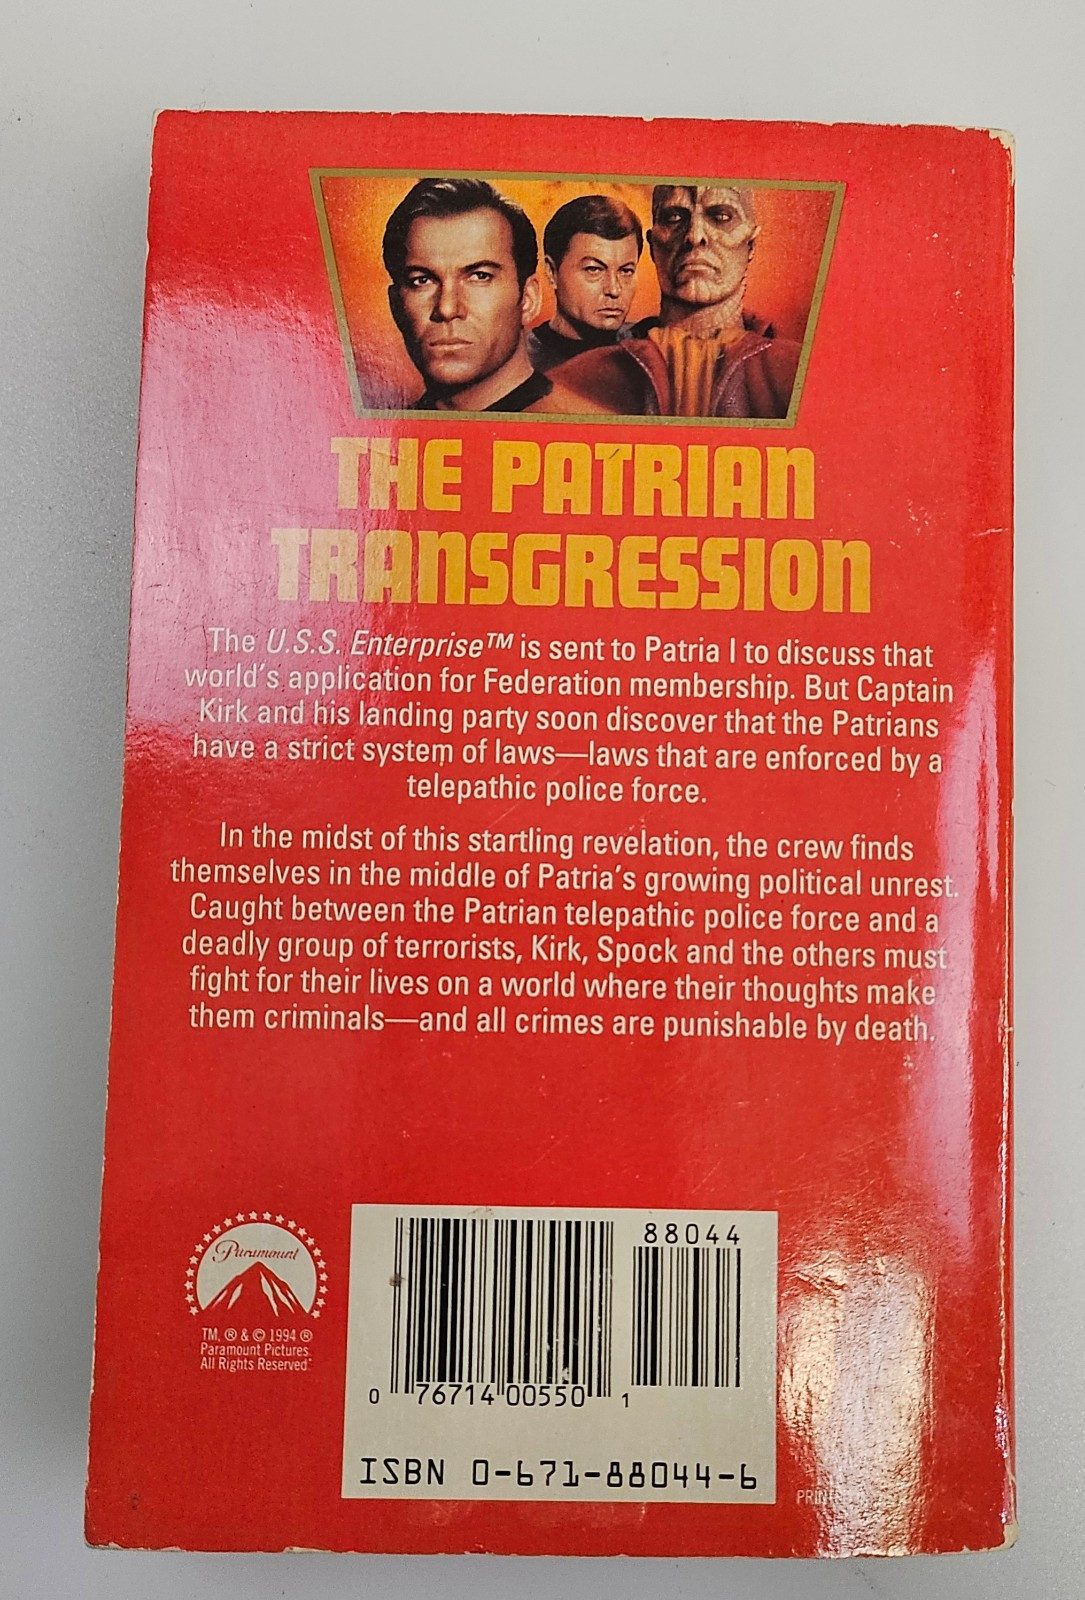 THE PATRIAN
TRANSGRESSION
The U.S.S. Enterprise™ is sent to Patria I to discuss that
world's application for Federation membership. But Captain
Kirk and his landing party soon discover that the Patrians
have a strict system of laws—laws that are enforced by a
telepathic police force.
In the midst of this startling revelation, the crew finds
themselves in the middle of Patria's growing political unrest.
Caught between the Patrian telepathic police force and a
deadly group of terrorists, Kirk, Spock and the others must
fight for their lives on a world where their thoughts make
them criminals—and all crimes are punishable by death.
Paramount
TM, ® & © 1994 ®
Paramount Pictures.
All Rights Reserved.
88044
0 76714 00550 1
ISBN 0-671-88044-6